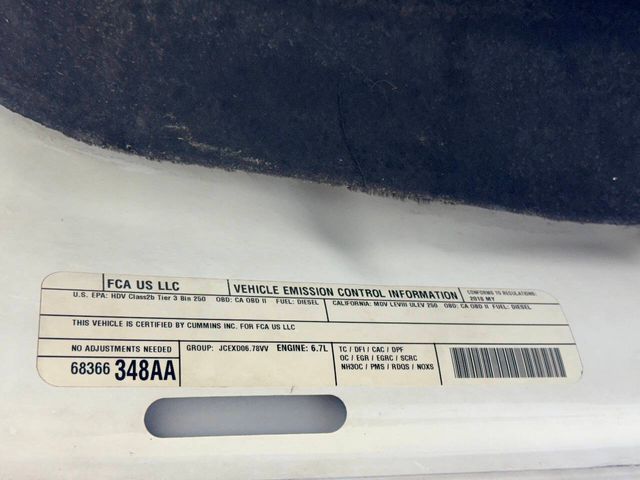 FCA US LLC VEHICLE EMISSION CONTROL INFORMATION CONFORMS TO REGULATIONS: 2018 MY
U.S. EPA: HDV Class2b Tier 3 Bin 250 OBD: CA OBD II FUEL: DIESEL CALIFORNIA: MDV LEVIII ULEV 250 OBD: CA OBD II FUEL: DIESEL
THIS VEHICLE IS CERTIFIED BY CUMMINS INC. FOR FCA US LLC
NO ADJUSTMENTS NEEDED
68366 348AA
GROUP: JCEXD06.78VV ENGINE: 6.7L
TC / DFI / CAC / DPF
OC / EGR / EGRC / SCRC
NH3OC / PMS / RDQS / NOXS